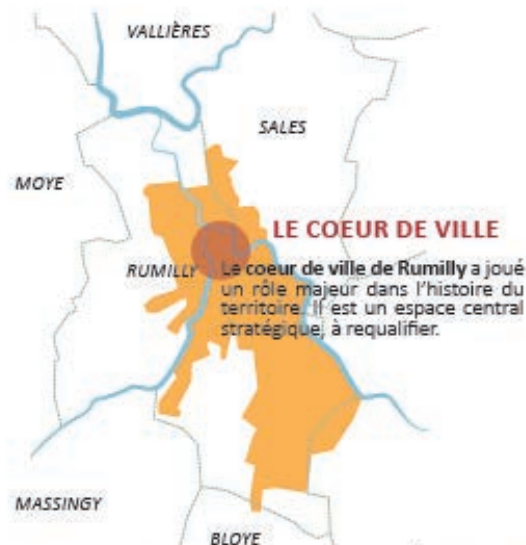 VALLIÈRES
SALES
MOYE
LE COEUR DE VILLE
RUMILLY
Le coeur de ville de Rumilly a joué
un rôle majeur dans l'histoire du
territoire. Il est un espace central
stratégique, à requalifier.
MASSINGY
BLOYE